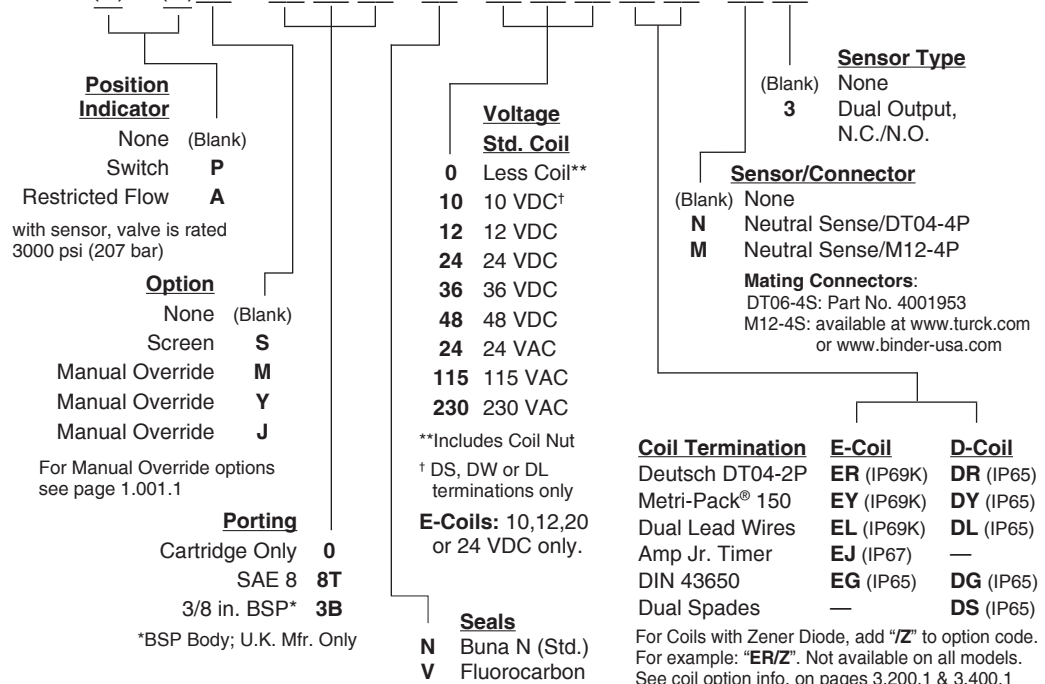 Position
Indicator
None (Blank)
Switch P
Restricted Flow A
with sensor, valve is rated
3000 psi (207 bar)
Option
None (Blank)
Screen S
Manual Override M
Manual Override Y
Manual Override J
For Manual Override options
see page 1.001.1
Porting
Cartridge Only 0
SAE 8 8T
3/8 in. BSP* 3B
*BSP Body; U.K. Mfr. Only
Voltage
Std. Coil
0 Less Coil**
10 10 VDC†
12 12 VDC
24 24 VDC
36 36 VDC
48 48 VDC
24 24 VAC
115 115 VAC
230 230 VAC
**Includes Coil Nut
† DS, DW or DL
terminations only
E-Coils: 10,12,20
or 24 VDC only.
Seals
N Buna N (Std.)
V Fluorocarbon
Sensor Type
(Blank) None
3 Dual Output,
N.C./N.O.
Sensor/Connector
(Blank) None
N Neutral Sense/DT04-4P
M Neutral Sense/M12-4P
Mating Connectors:
DT06-4S: Part No. 4001953
M12-4S: available at www.turck.com
or www.binder-usa.com
Coil Termination E-Coil D-Coil
Deutsch DT04-2P ER (IP69K) DR (IP65)
Metri-Pack® 150 EY (IP69K) DY (IP65)
Dual Lead Wires EL (IP69K) DL (IP65)
Amp Jr. Timer EJ (IP67) —
DIN 43650 EG (IP65) DG (IP65)
Dual Spades — DS (IP65)
For Coils with Zener Diode, add “/Z” to option code.
For example: “ER/Z”. Not available on all models.
See coil option info. on pages 3.200.1 & 3.400.1